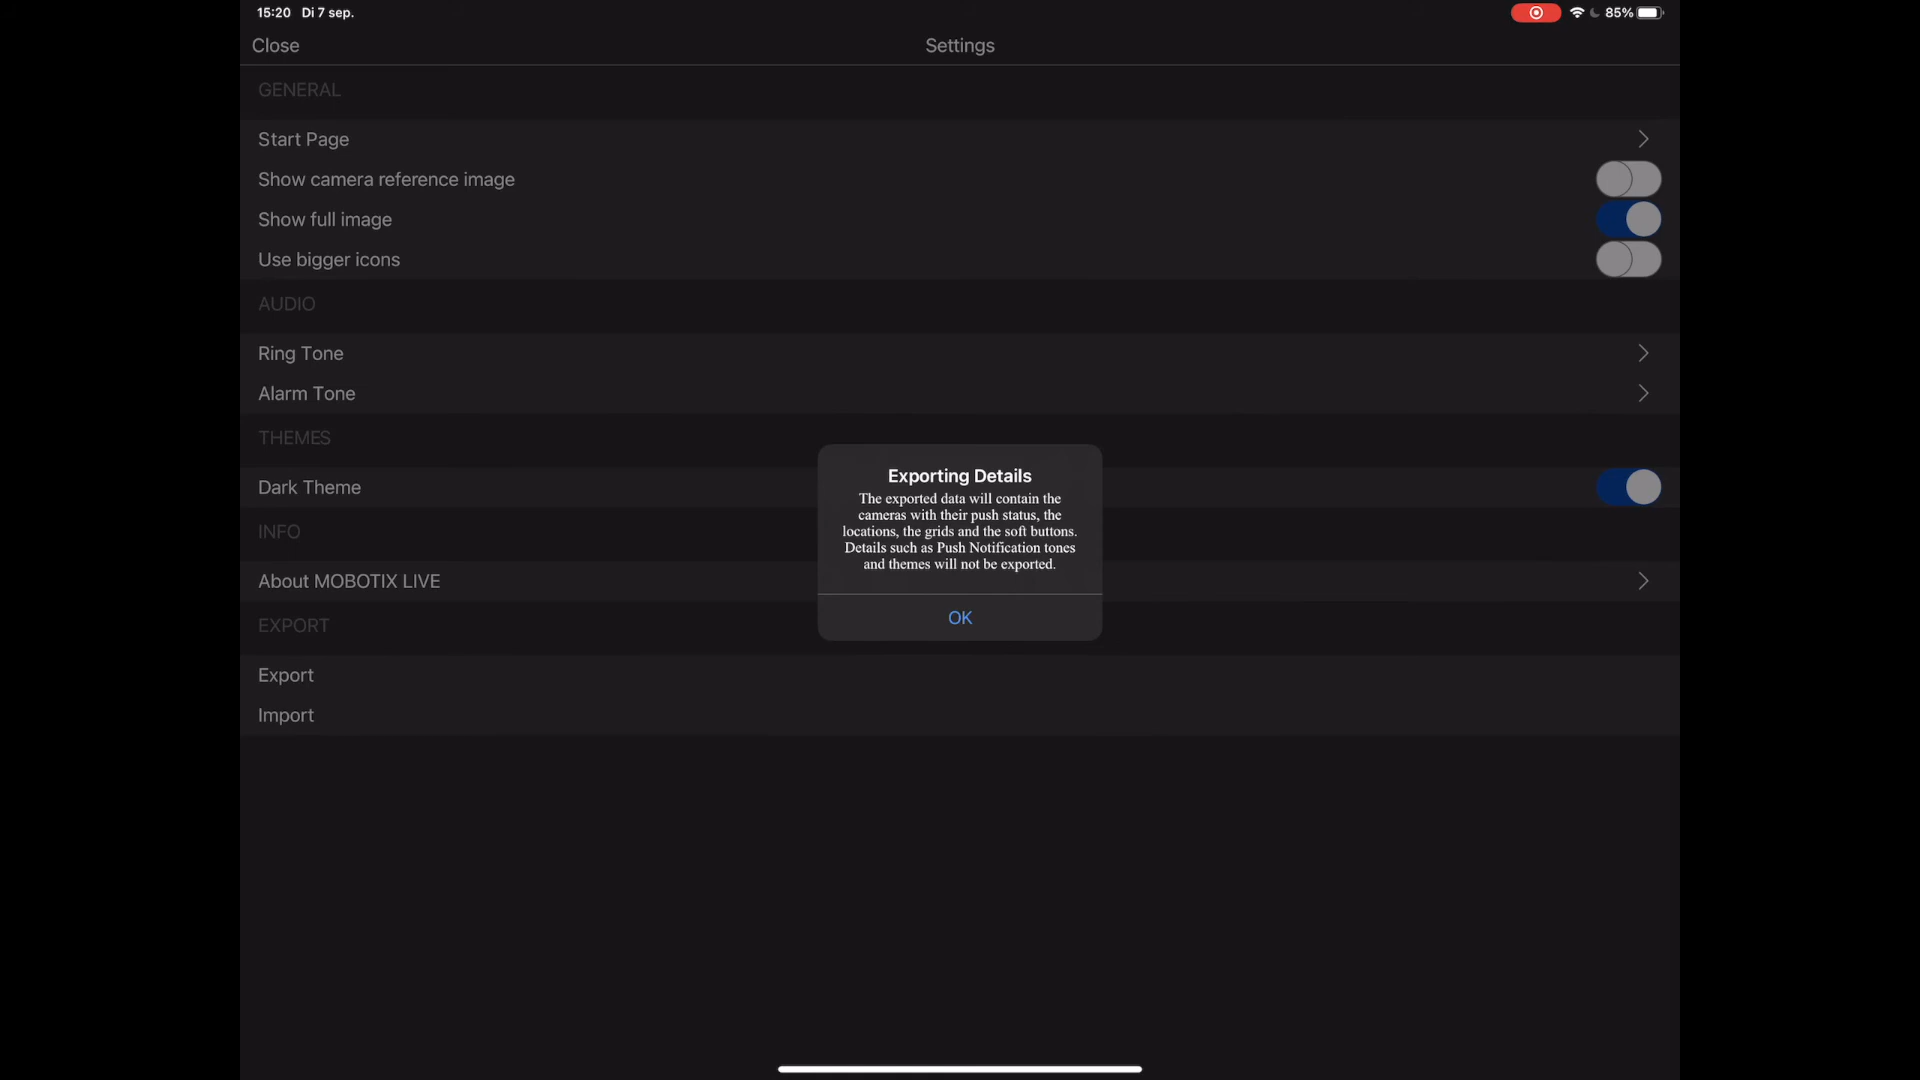 15:20 Di 7 sep.
85%
Close
Settings
GENERAL
Start Page
Show camera reference image
Show full image
Use bigger icons
AUDIO
Ring Tone
Alarm Tone
THEMES
Dark Theme
INFO
About MOBOTIX LIVE
EXPORT
Export
Import
Exporting Details
The exported data will contain the
cameras with their push status, the
locations, the grids and the soft buttons.
Details such as Push Notification tones
and themes will not be exported.
OK